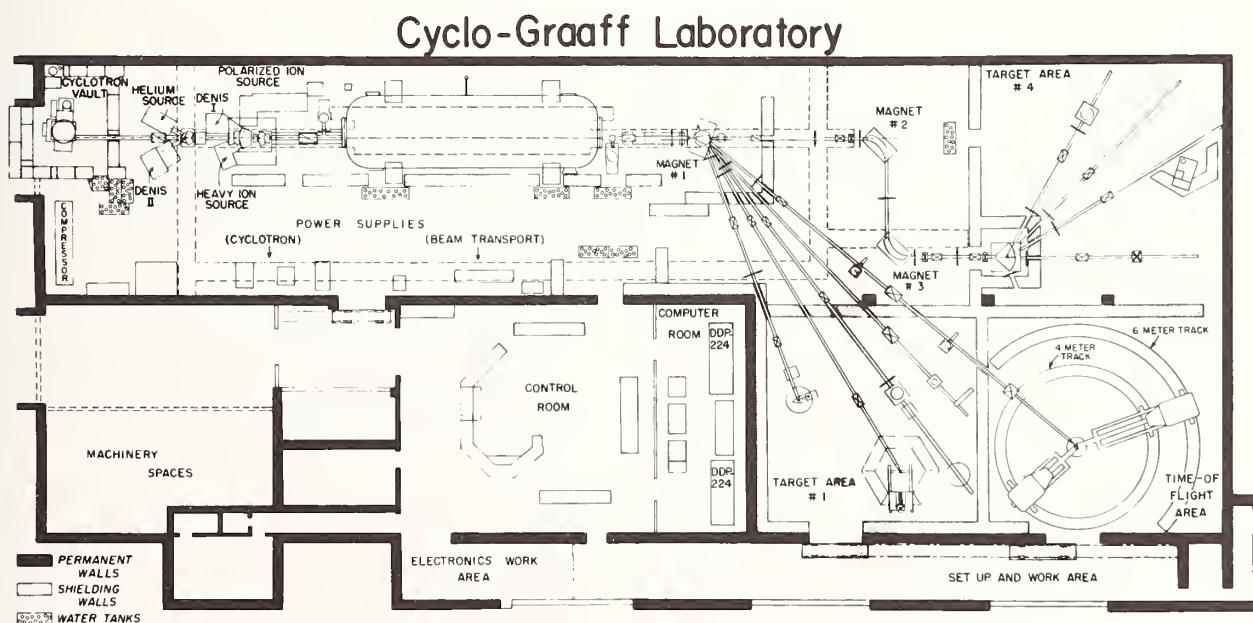 Cyclo-Graaff Laboratory
CYCLOTRON
VAULT
HELIUM
SOURCE
DENIS
I
POLARIZED ION
SOURCE
DENIS
II
HEAVY ION
SOURCE
MAGNET
# 1
MAGNET
# 2
MAGNET
# 3
TARGET AREA
# 4
COMPRESSOR
POWER SUPPLIES
(CYCLOTRON)
(BEAM TRANSPORT)
COMPUTER
ROOM
DDP-
224
DDP-
224
CONTROL
ROOM
MACHINERY
SPACES
TARGET AREA
# 1
6 METER TRACK
4 METER
TRACK
TIME-OF
FLIGHT
AREA
ELECTRONICS WORK
AREA
SET UP AND WORK AREA
PERMANENT
WALLS
SHIELDING
WALLS
WATER TANKS